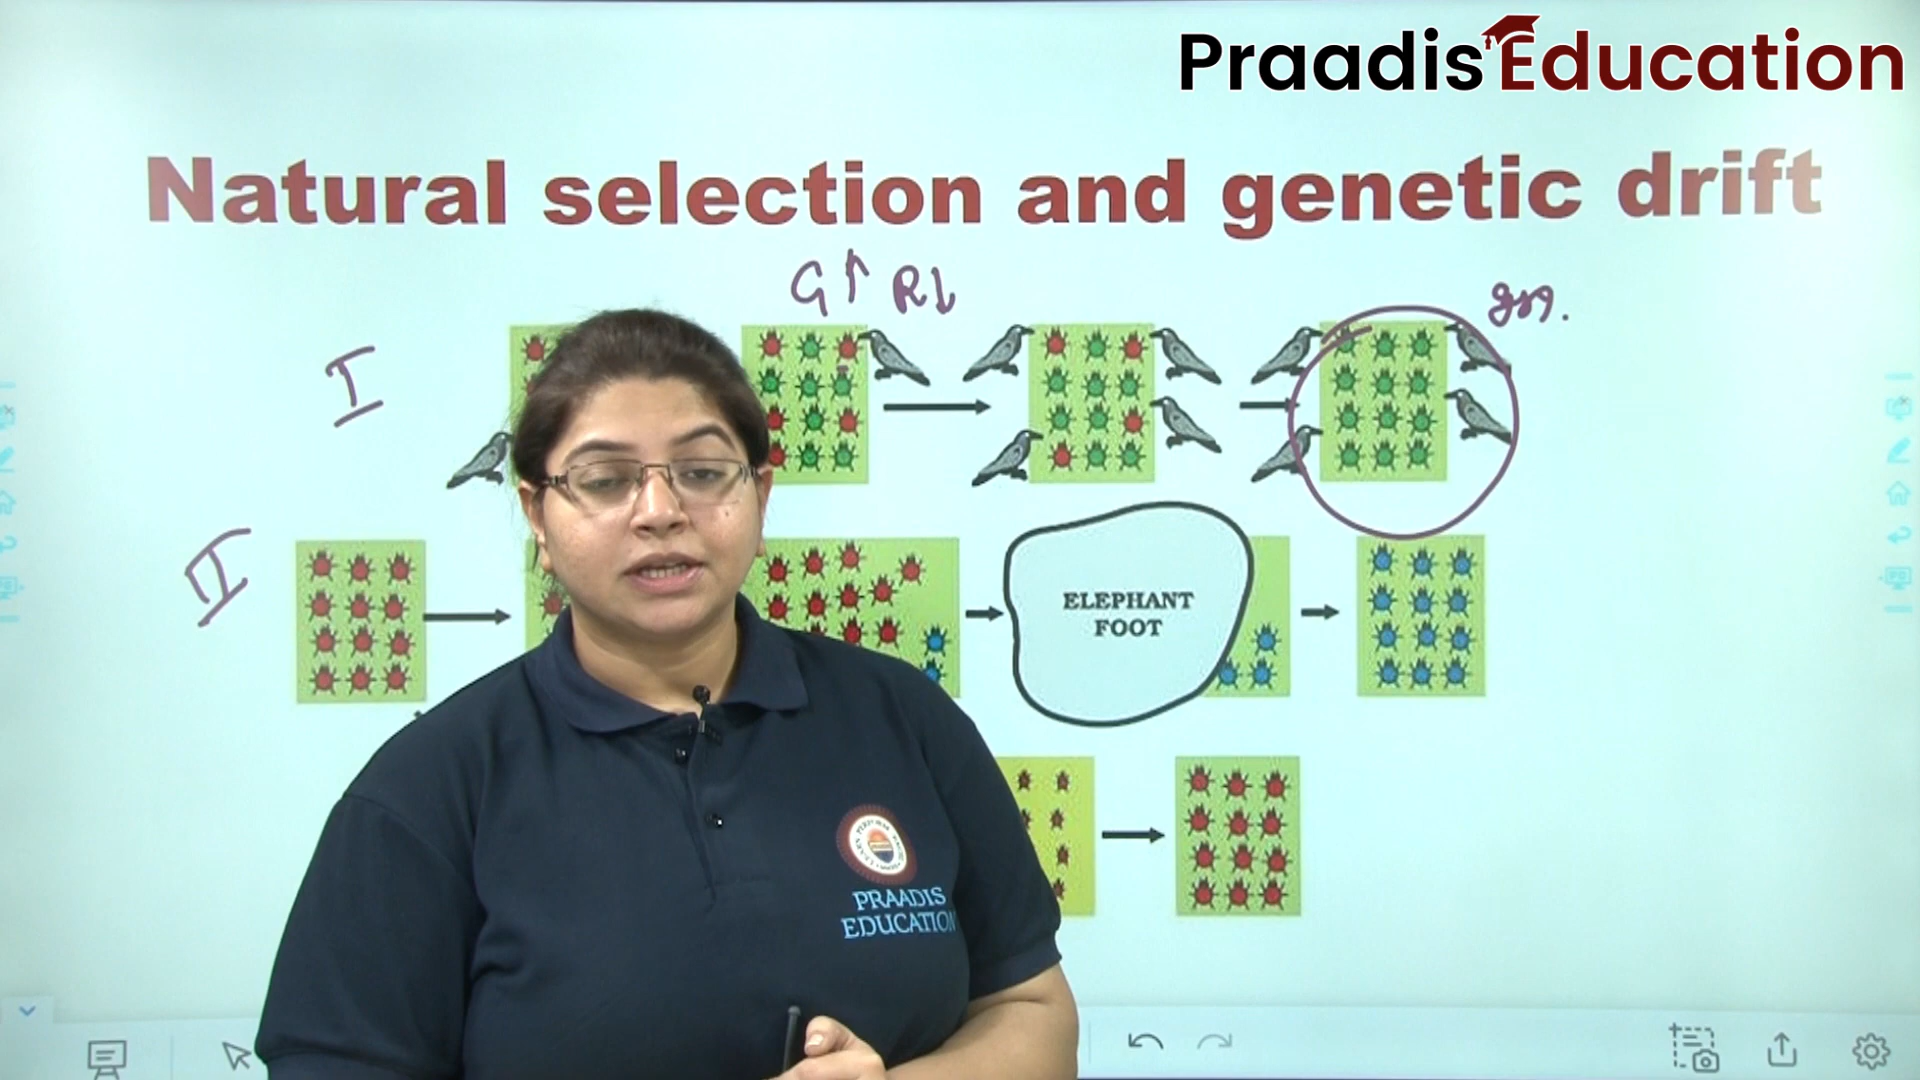 Praadis Education
Natural selection and genetic drift
G↑ R↓
I
II
ELEPHANT
FOOT
PRAADIS
EDUCATION